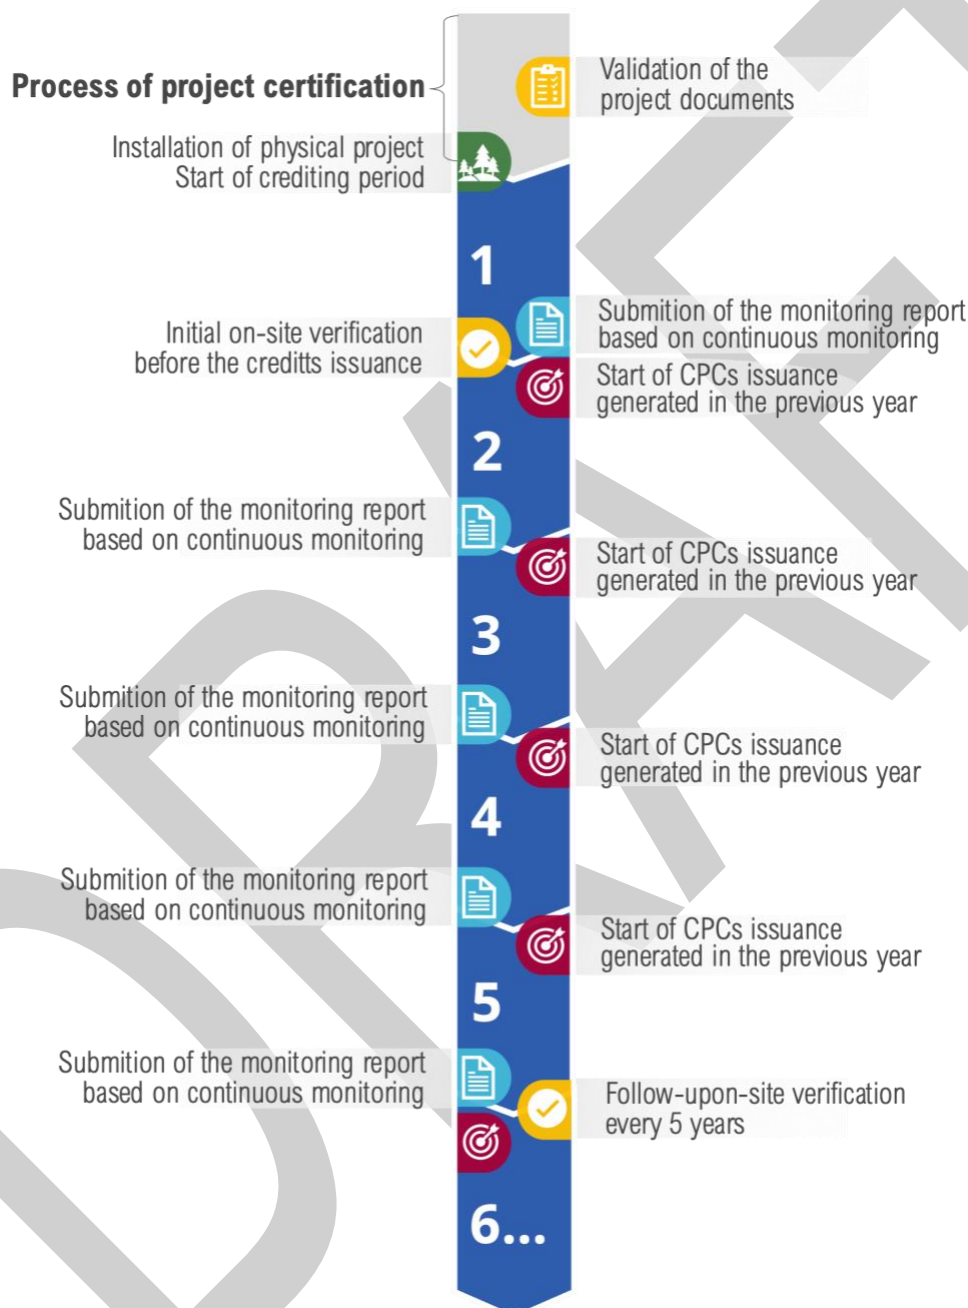 Process of project certification
Validation of the
project documents
Installation of physical project
Start of crediting period
1
Submition of the monitoring report
based on continuous monitoring
Initial on-site verification
before the creditts issuance
Start of CPCs issuance
generated in the previous year
2
Submition of the monitoring report
based on continuous monitoring
Start of CPCs issuance
generated in the previous year
3
Submition of the monitoring report
based on continuous monitoring
Start of CPCs issuance
generated in the previous year
4
Submition of the monitoring report
based on continuous monitoring
Start of CPCs issuance
generated in the previous year
5
Submition of the monitoring report
based on continuous monitoring
Follow-upon-site verification
every 5 years
6...
DRAFT